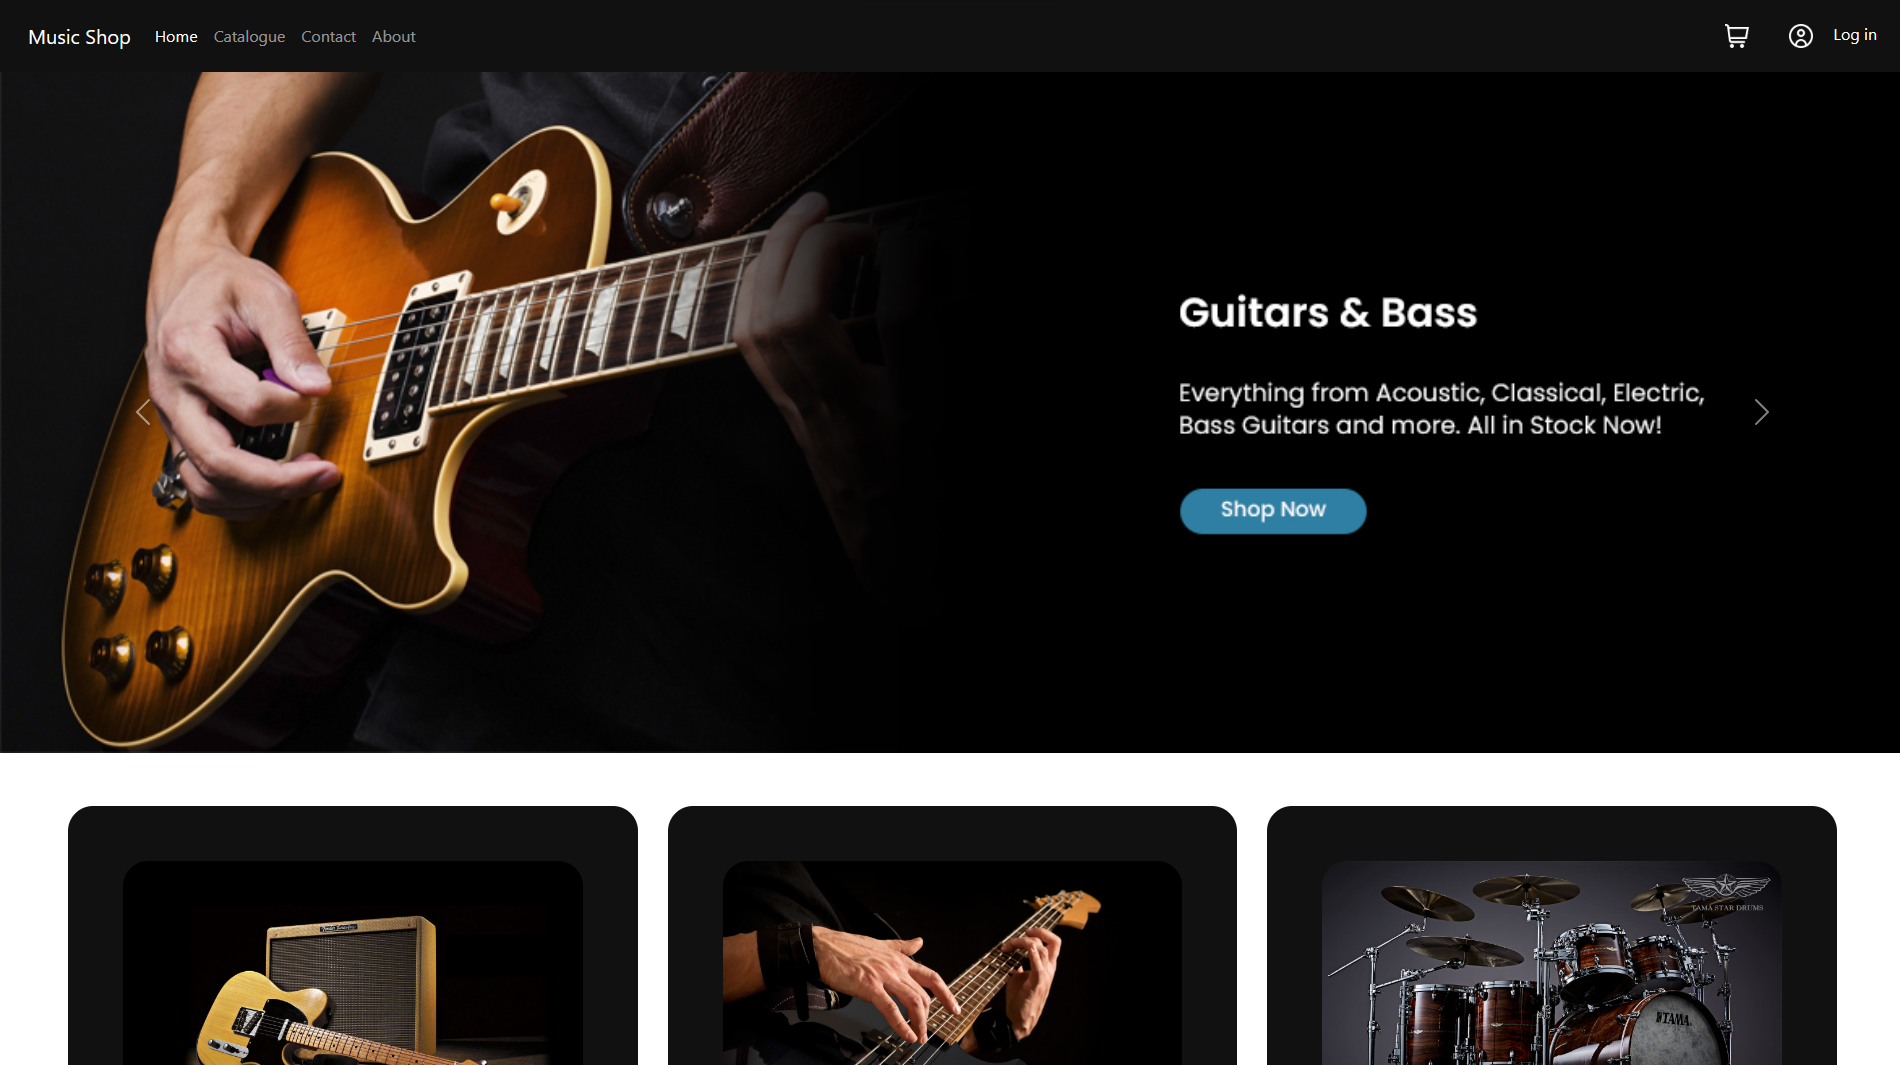 Music Shop
Home
Catalogue
Contact
About
Log in
Guitars & Bass
Everything from Acoustic, Classical, Electric,
Bass Guitars and more. All in Stock Now!
Shop Now
TAMA STAR DRUMS
TAMA